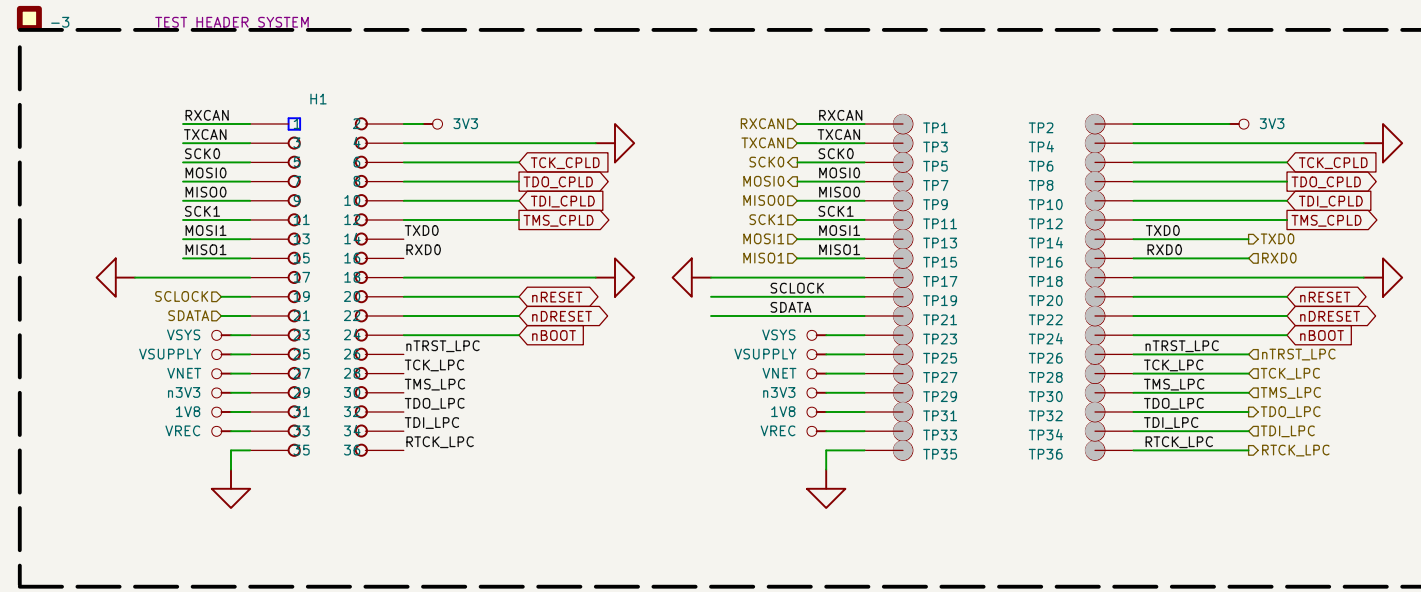 -3 TEST HEADER SYSTEM
H1
RXCAN 1 2 3V3 RXCAN RXCAN TP1 TP2 3V3
TXCAN 3 4 TXCAN TXCAN TP3 TP4
SCK0 5 6 TCK_CPLD SCK0 SCK0 TP5 TP6 TCK_CPLD
MOSI0 7 8 TDO_CPLD MOSI0 MOSI0 TP7 TP8 TDO_CPLD
MISO0 9 10 TDI_CPLD MISO0 MISO0 TP9 TP10 TDI_CPLD
SCK1 11 12 TMS_CPLD SCK1 SCK1 TP11 TP12 TMS_CPLD
MOSI1 13 14 TXD0 MOSI1 MOSI1 TP13 TP14 TXD0 TXD0
MISO1 15 16 RXD0 MISO1 MISO1 TP15 TP16 RXD0 RXD0
17 18 TP17 TP18
SCLOCK 19 20 nRESET SCLOCK TP19 TP20 nRESET
SDATA 21 22 nDRESET SDATA TP21 TP22 nDRESET
VSYS 23 24 nBOOT VSYS TP23 TP24 nBOOT
VSUPPLY 25 26 nTRST_LPC VSUPPLY TP25 TP26 nTRST_LPC nTRST_LPC
VNET 27 28 TCK_LPC VNET TP27 TP28 TCK_LPC TCK_LPC
n3V3 29 30 TMS_LPC n3V3 TP29 TP30 TMS_LPC TMS_LPC
1V8 31 32 TDO_LPC 1V8 TP31 TP32 TDO_LPC TDO_LPC
VREC 33 34 TDI_LPC VREC TP33 TP34 TDI_LPC TDI_LPC
35 36 RTCK_LPC TP35 TP36 RTCK_LPC RTCK_LPC